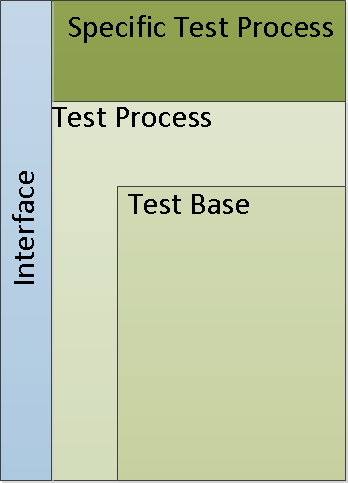 Specific Test Process
Test Process
Test Base
Interface